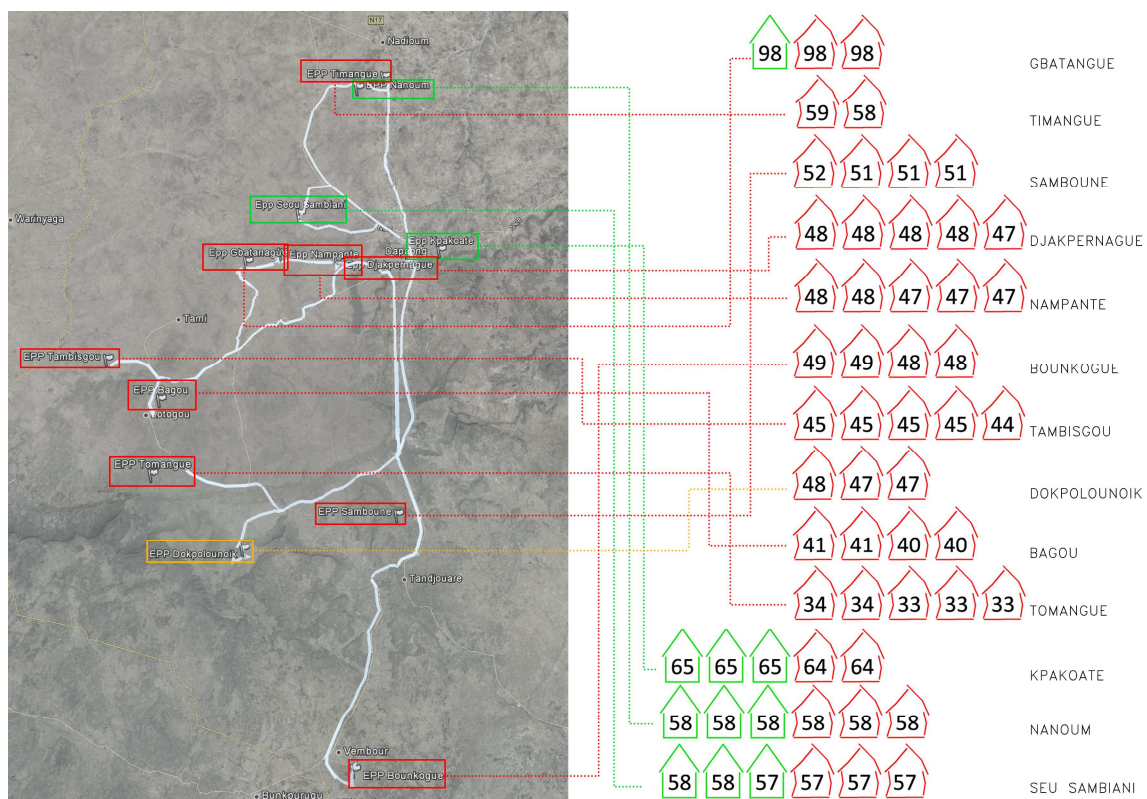 N17
Nadioum
EPP Timangue
EPP Nanoum
Epp Seou Sambiani
Warinyaga
Epp Kpakoate
Dapaong
Epp Gbatanague
Epp Nampante
Epp Djakpernague
Tami
EPP Tambisgou
EPP Bagou
Lotogou
EPP Tomangue
EPP Samboune
EPP Dokpolounoik
Tandjouare
Vembour
EPP Bounkogue
Bunkourugu
98 98 98 GBATANGUE
59 58 TIMANGUE
52 51 51 51 SAMBOUNE
48 48 48 48 47 DJAKPERNAGUE
48 48 47 47 47 NAMPANTE
49 49 48 48 BOUNKOGUE
45 45 45 45 44 TAMBISGOU
48 47 47 DOKPOLOUNOIK
41 41 40 40 BAGOU
34 34 33 33 33 TOMANGUE
65 65 65 64 64 KPAKOATE
58 58 58 58 58 58 NANOUM
58 58 57 57 57 57 SEU SAMBIANI